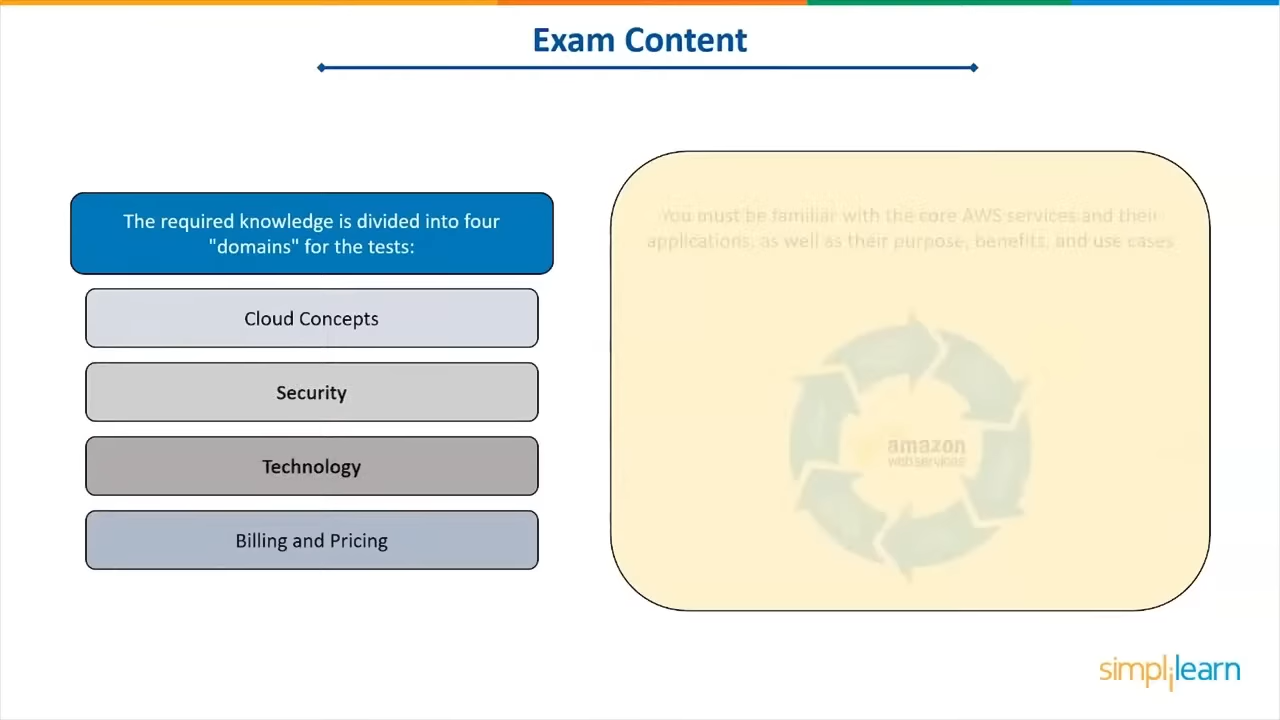 Exam Content
The required knowledge is divided into four
"domains" for the tests:
Cloud Concepts
Security
Technology
Billing and Pricing
You must be familiar with the core AWS services and their
applications, as well as their purpose, benefits, and use cases
amazon
webservices
simplilearn